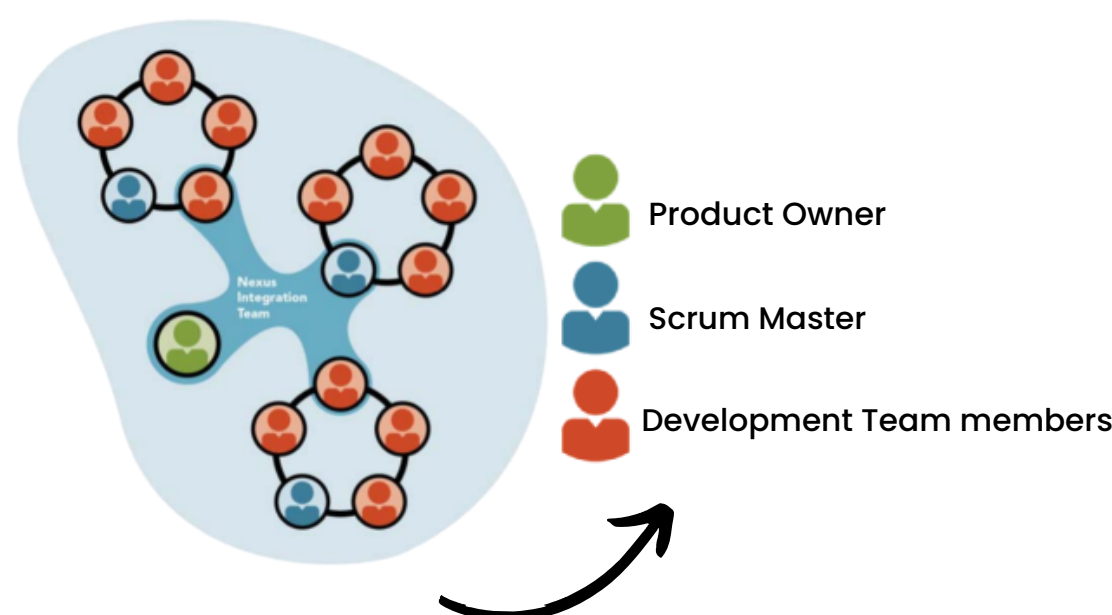 Nexus
Integration
Team
Product Owner
Scrum Master
Development Team members